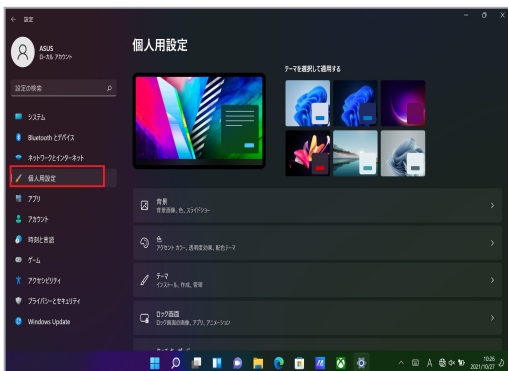 設定
ASUS
ローカル アカウント
設定の検索
システム
Bluetooth とデバイス
ネットワークとインターネット
個人用設定
アプリ
アカウント
時刻と言語
ゲーム
アクセシビリティ
プライバシーとセキュリティ
Windows Update
個人用設定
テーマを選択して適用する
背景
背景画像、色、スライドショー
色
アクセント カラー、透明度効果、配色テーマ
テーマ
インストール、作成、管理
ロック画面
ロック画面の画像、アプリ、アニメーション
A
10:26
2021/10/27